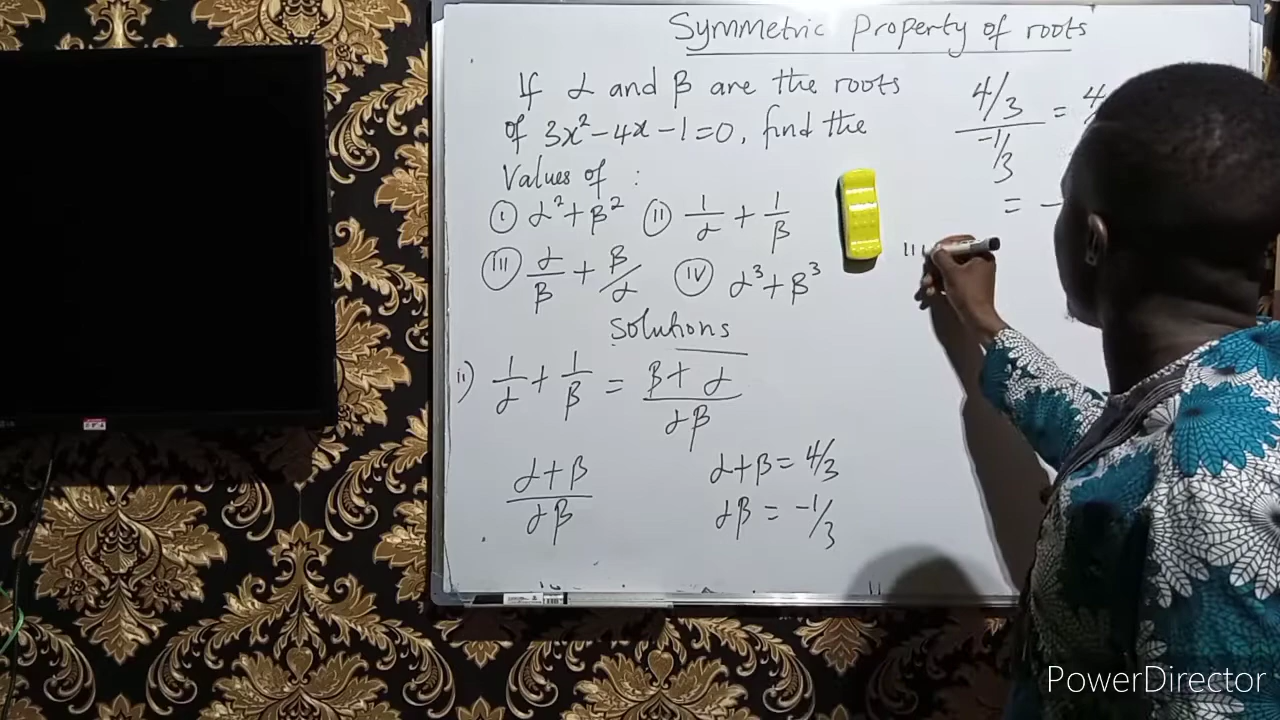 Symmetric Property of roots
If α and β are the roots
of 3x² - 4x - 1 = 0, find the
Values of :
(i) α² + β² (ii) 1/α + 1/β
(iii) α/β + β/α (iv) α³ + β³
Solutions
ii) 1/α + 1/β = (β + α)/αβ
(α + β)/αβ
α + β = 4/3
αβ = -1/3
(4/3)/(-1/3) = 4
= -
PowerDirector